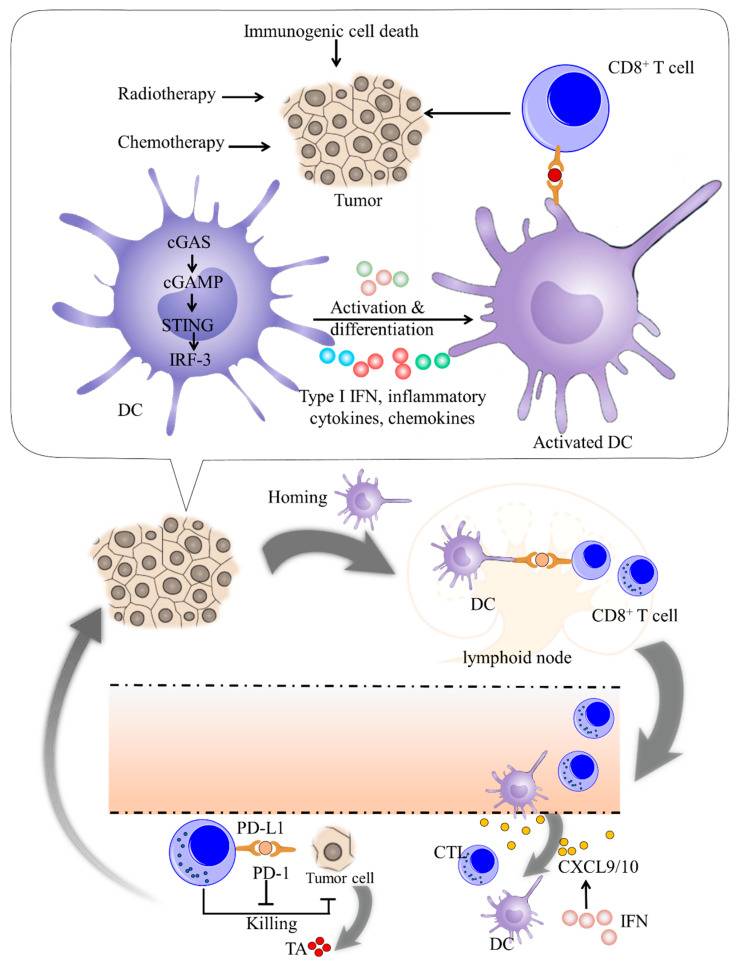 Immunogenic cell death
CD8⁺ T cell
Radiotherapy
Chemotherapy
Tumor
cGAS
cGAMP
STING
IRF-3
DC
Activation &
differentiation
Type I IFN, inflammatory
cytokines, chemokines
Activated DC
Homing
DC
CD8⁺ T cell
lymphoid node
PD-L1
PD-1
Tumor cell
Killing
TA
CTL
CXCL9/10
DC
IFN